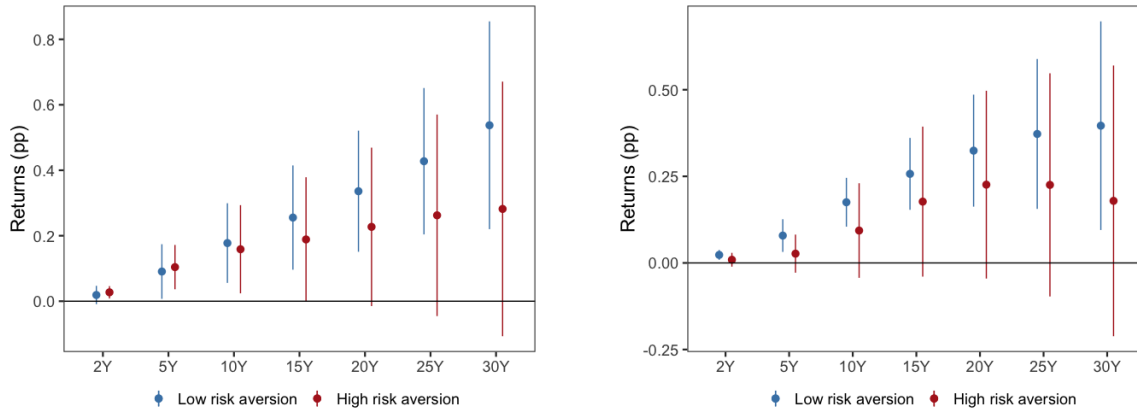 Returns (pp)
0.8
0.6
0.4
0.2
0.0
2Y 5Y 10Y 15Y 20Y 25Y 30Y
Low risk aversion High risk aversion
Returns (pp)
0.50
0.25
0.00
-0.25
2Y 5Y 10Y 15Y 20Y 25Y 30Y
Low risk aversion High risk aversion